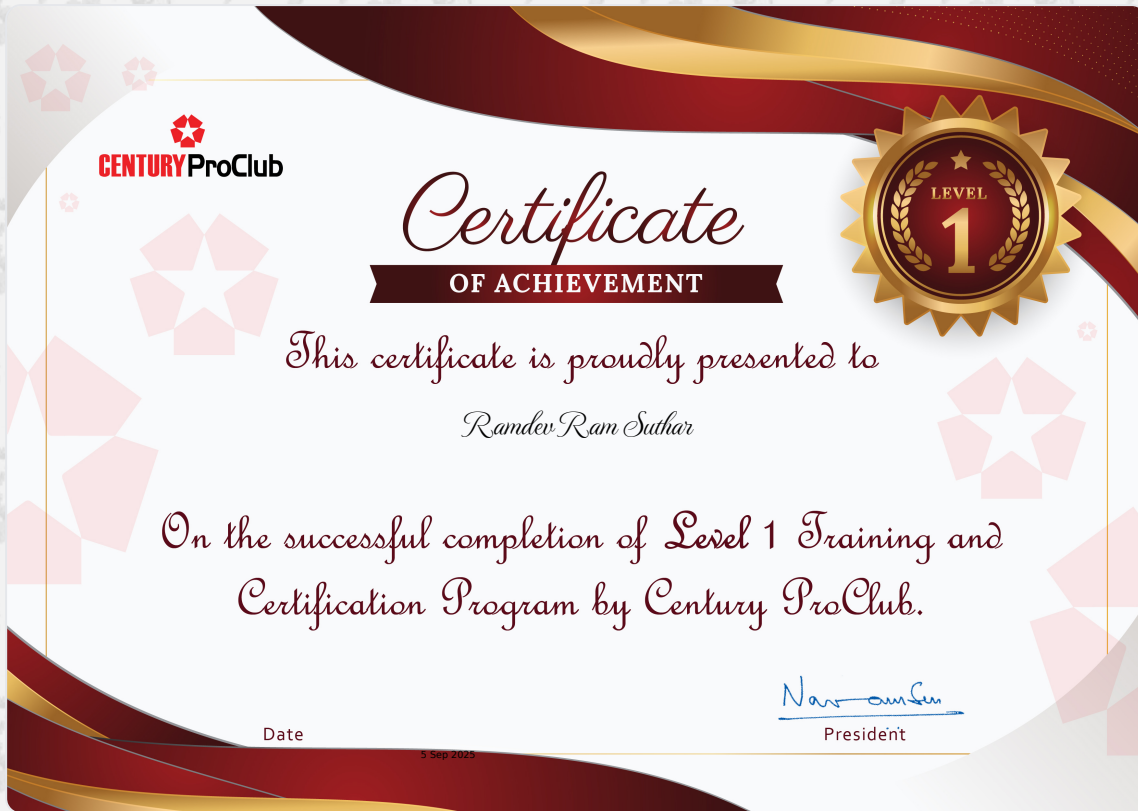 CENTURY ProClub
LEVEL
1
Certificate
OF ACHIEVEMENT
This certificate is proudly presented to
Ramdev Ram Suthar
On the successful completion of Level 1 Training and
Certification Program by Century ProClub.
Date
President
5 Sep 2025